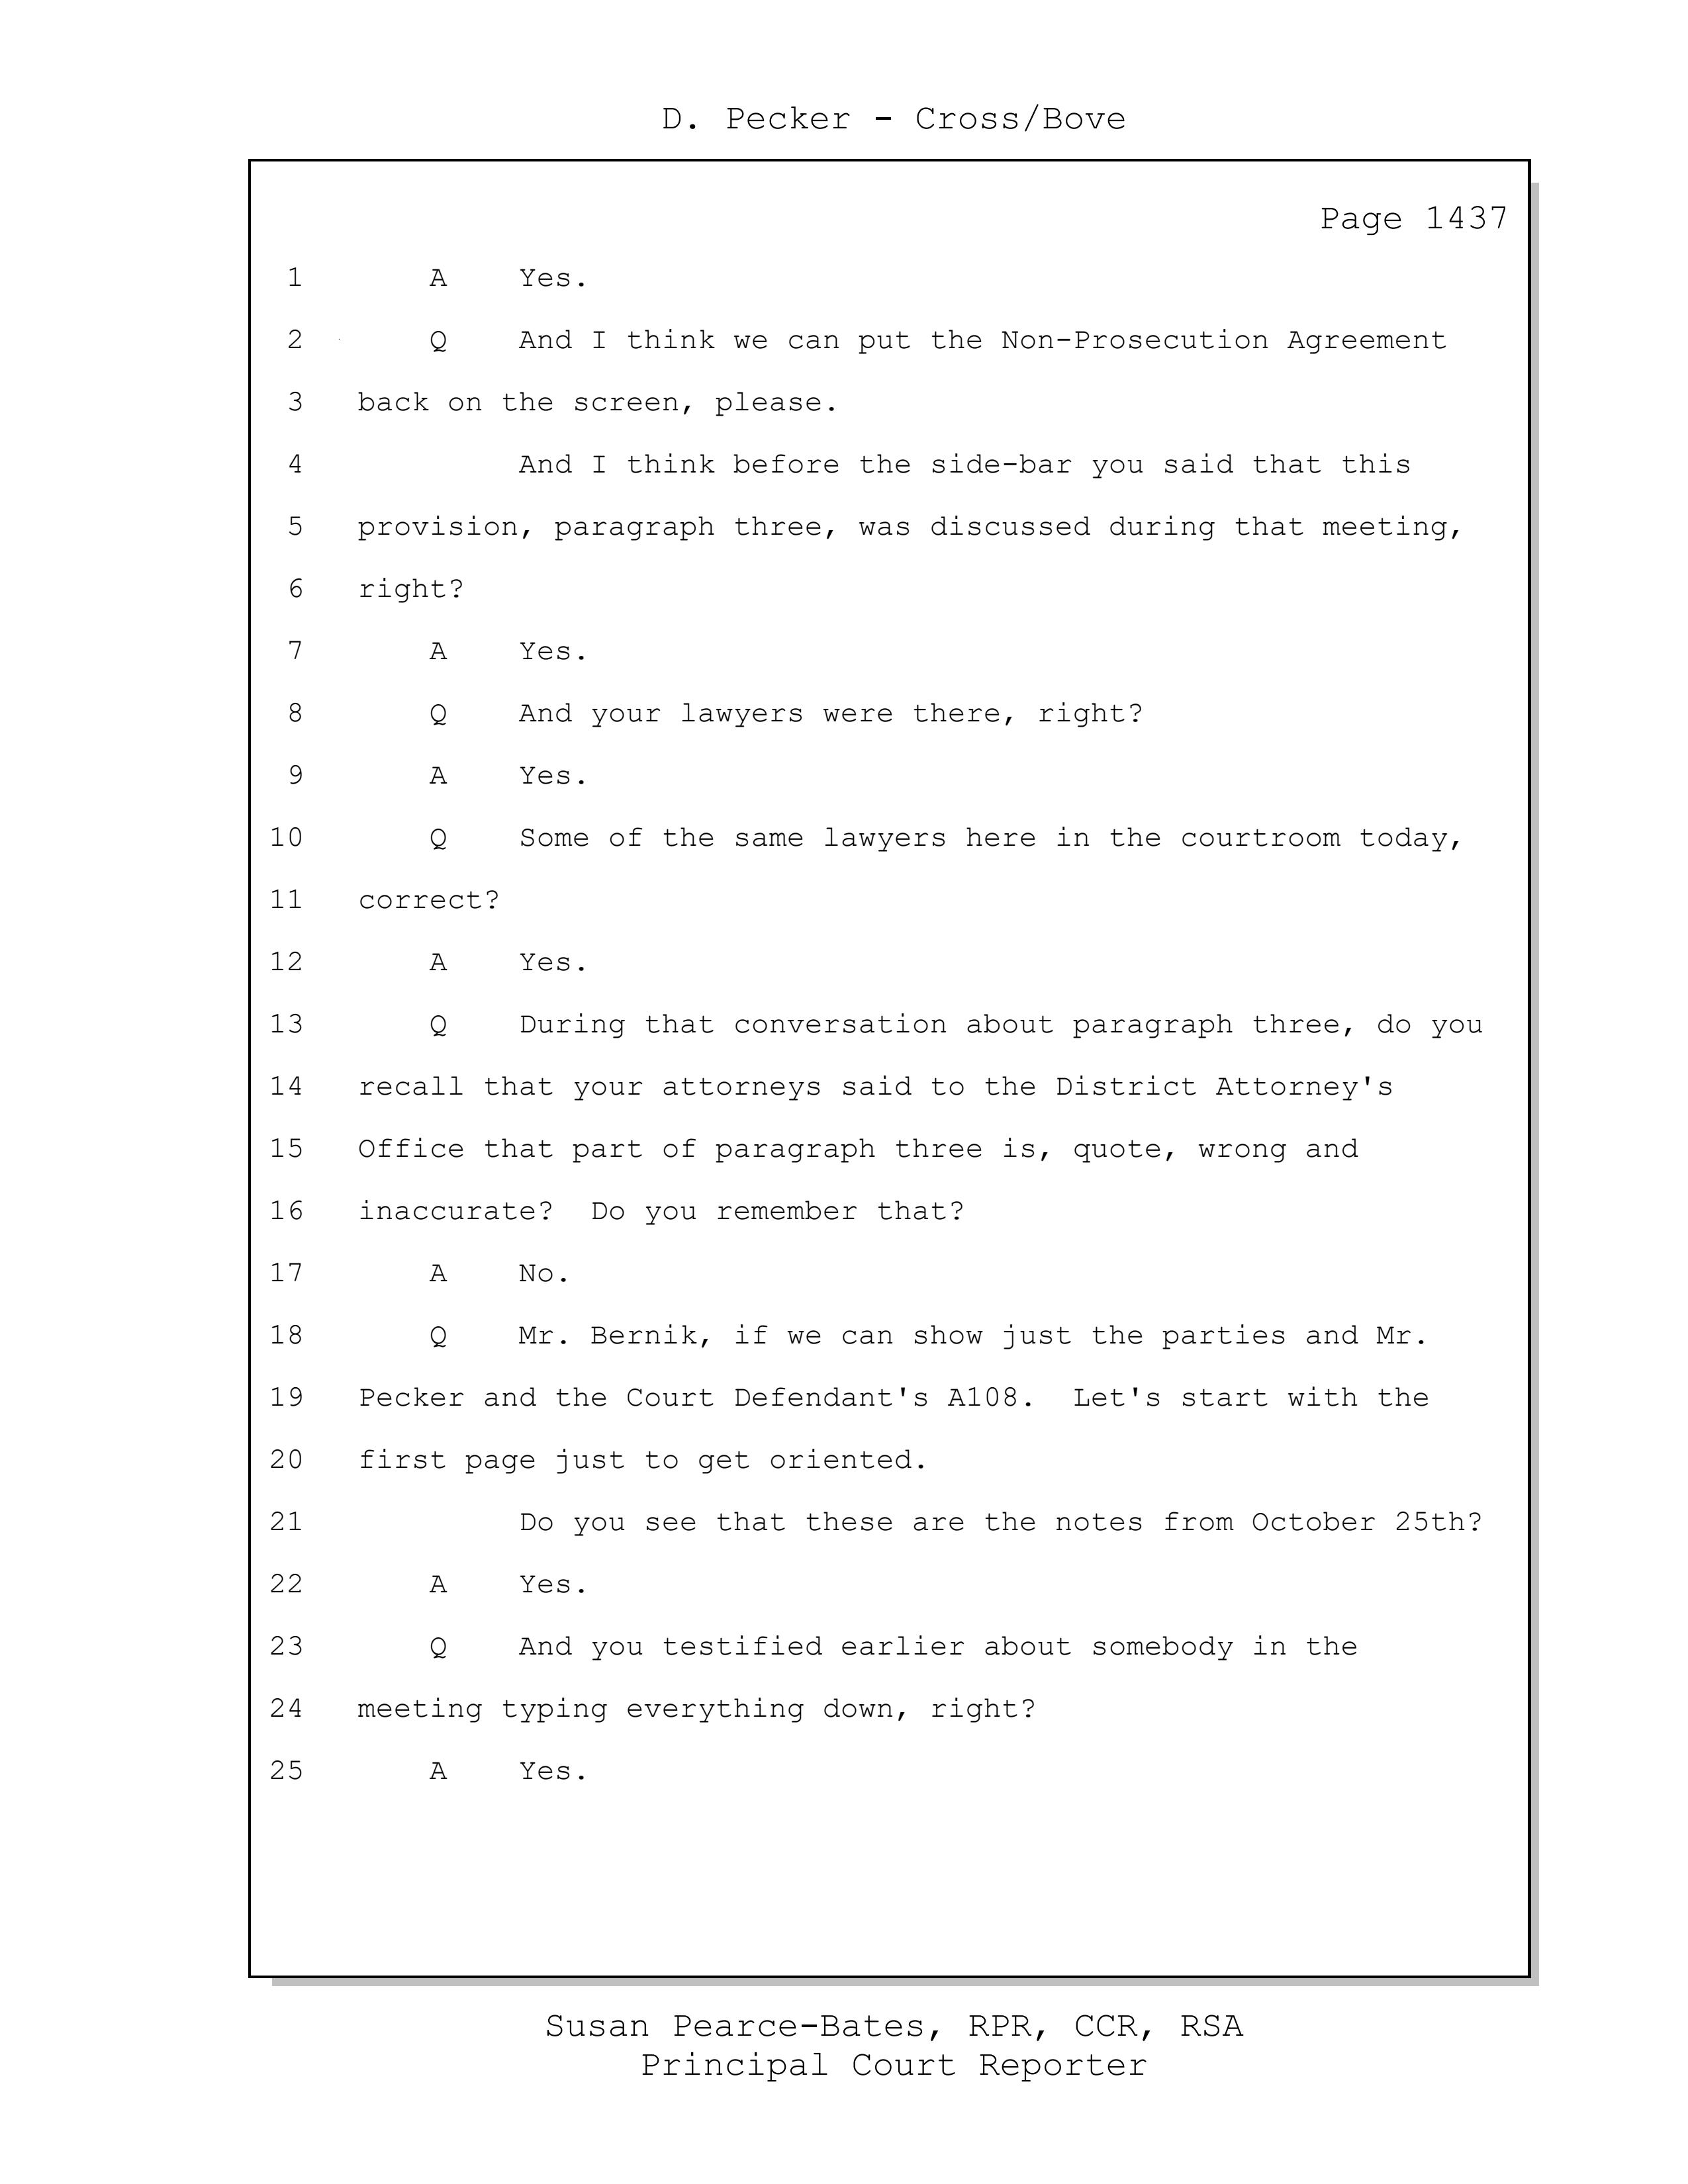 D. Pecker - Cross/Bove
Page 1437
1 A Yes.
2 Q And I think we can put the Non-Prosecution Agreement
3 back on the screen, please.
4 And I think before the side-bar you said that this
5 provision, paragraph three, was discussed during that meeting,
6 right?
7 A Yes.
8 Q And your lawyers were there, right?
9 A Yes.
10 Q Some of the same lawyers here in the courtroom today,
11 correct?
12 A Yes.
13 Q During that conversation about paragraph three, do you
14 recall that your attorneys said to the District Attorney's
15 Office that part of paragraph three is, quote, wrong and
16 inaccurate? Do you remember that?
17 A No.
18 Q Mr. Bernik, if we can show just the parties and Mr.
19 Pecker and the Court Defendant's A108. Let's start with the
20 first page just to get oriented.
21 Do you see that these are the notes from October 25th?
22 A Yes.
23 Q And you testified earlier about somebody in the
24 meeting typing everything down, right?
25 A Yes.
Susan Pearce-Bates, RPR, CCR, RSA
Principal Court Reporter